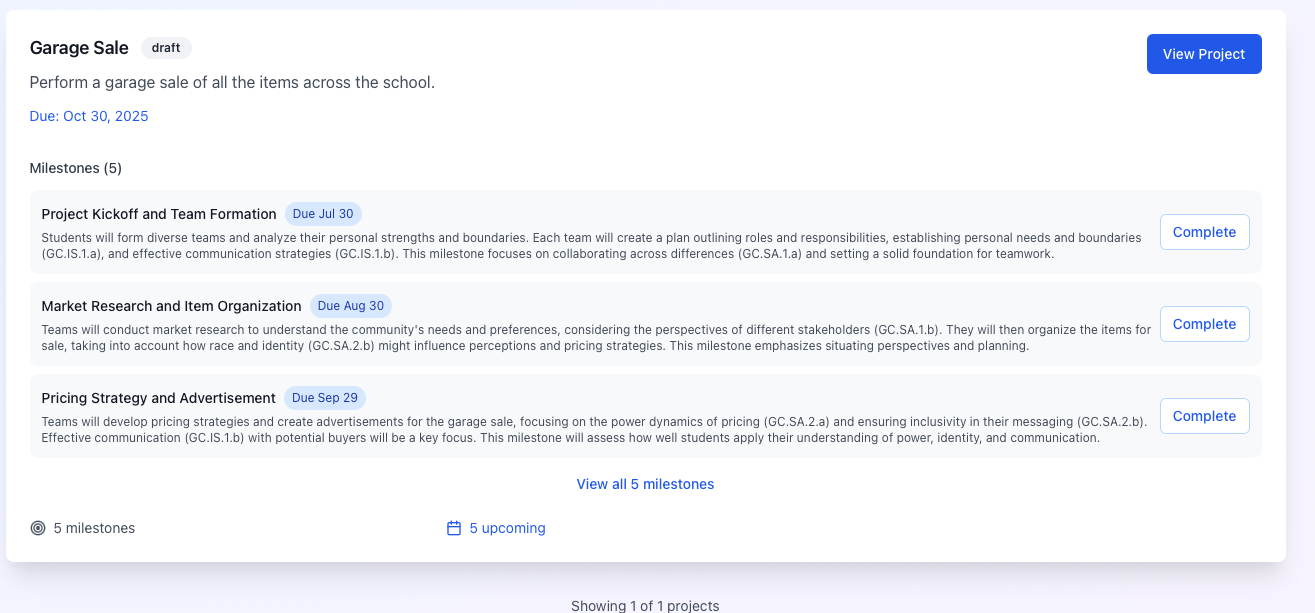 Garage Sale draft
View Project
Perform a garage sale of all the items across the school.
Due: Oct 30, 2025
Milestones (5)
Project Kickoff and Team Formation Due Jul 30
Students will form diverse teams and analyze their personal strengths and boundaries. Each team will create a plan outlining roles and responsibilities, establishing personal needs and boundaries
(GC.IS.1.a), and effective communication strategies (GC.IS.1.b). This milestone focuses on collaborating across differences (GC.SA.1.a) and setting a solid foundation for teamwork.
Complete
Market Research and Item Organization Due Aug 30
Teams will conduct market research to understand the community's needs and preferences, considering the perspectives of different stakeholders (GC.SA.1.b). They will then organize the items for
sale, taking into account how race and identity (GC.SA.2.b) might influence perceptions and pricing strategies. This milestone emphasizes situating perspectives and planning.
Complete
Pricing Strategy and Advertisement Due Sep 29
Teams will develop pricing strategies and create advertisements for the garage sale, focusing on the power dynamics of pricing (GC.SA.2.a) and ensuring inclusivity in their messaging (GC.SA.2.b).
Effective communication (GC.IS.1.b) with potential buyers will be a key focus. This milestone will assess how well students apply their understanding of power, identity, and communication.
Complete
View all 5 milestones
5 milestones
5 upcoming
Showing 1 of 1 projects